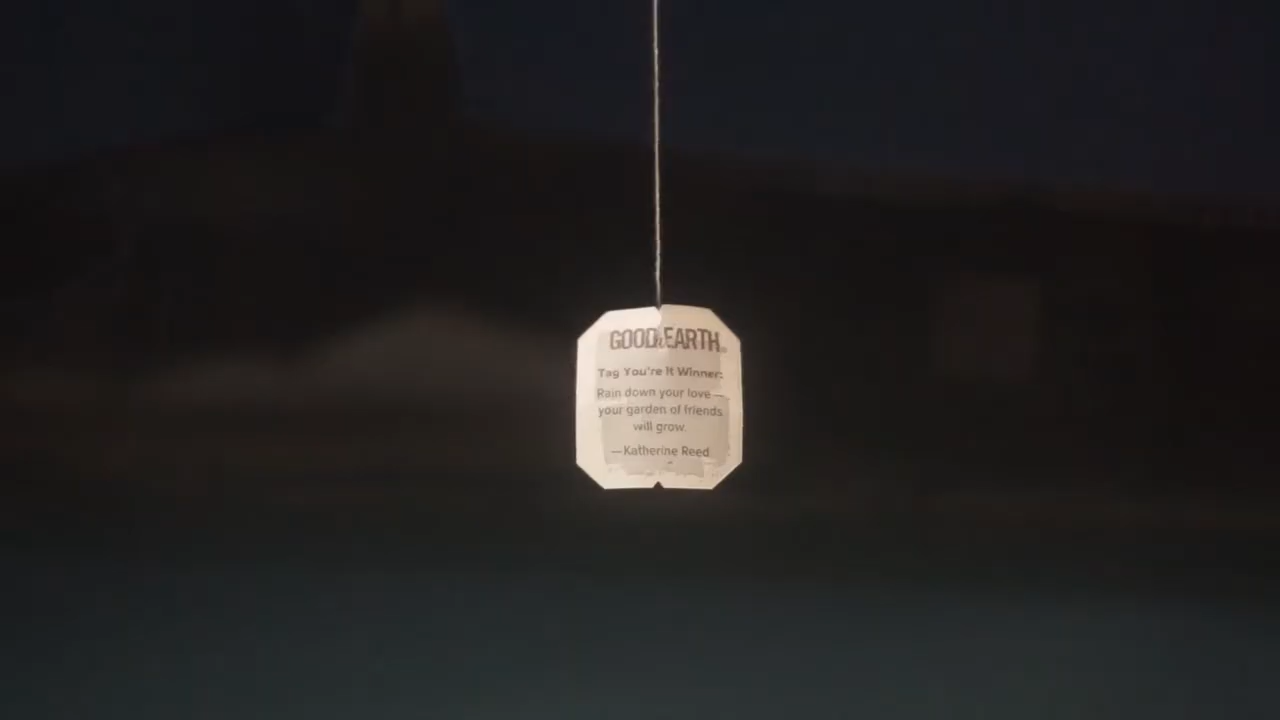 GOOD EARTH®
Tag You're It Winner:
Rain down your love —
your garden of friends
will grow.
—Katherine Reed